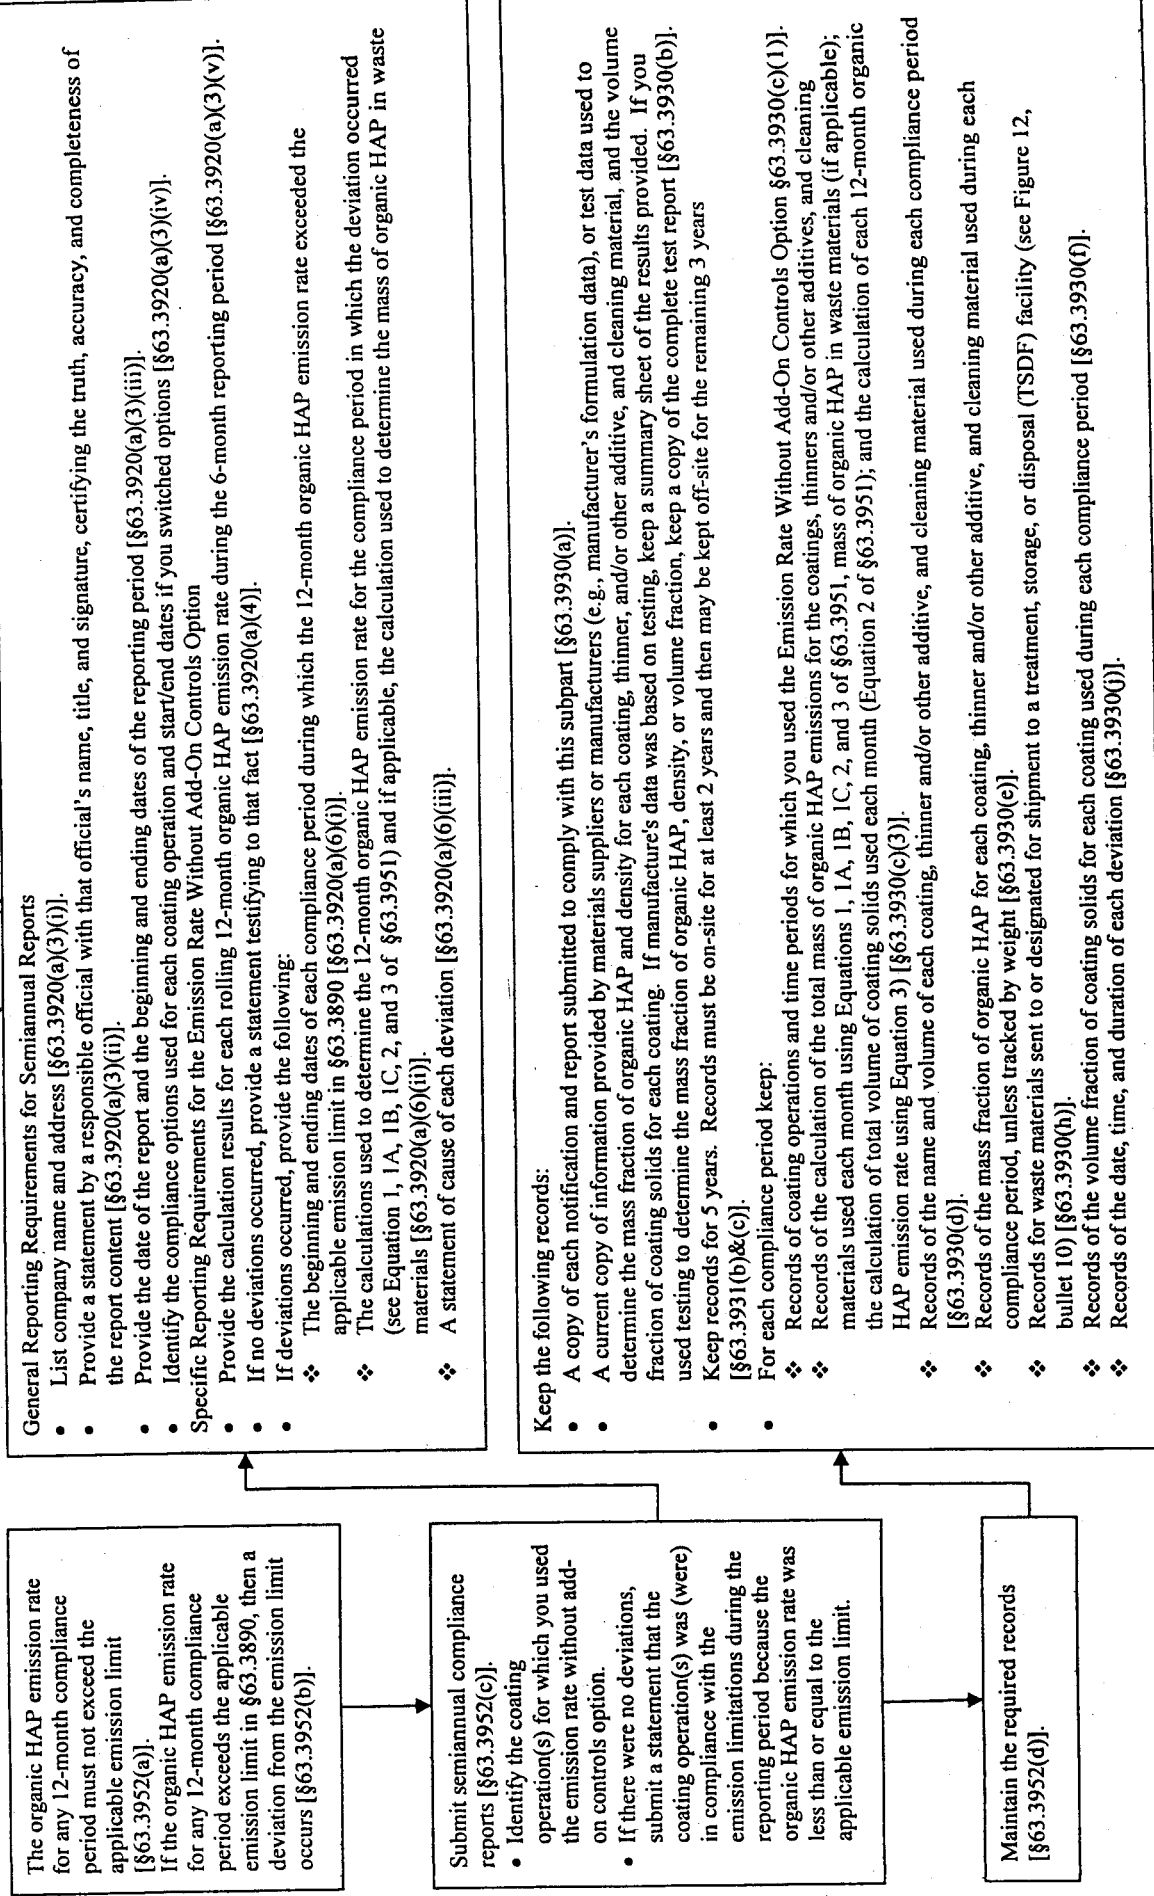 The organic HAP emission rate
for any 12-month compliance
period must not exceed the
applicable emission limit
[§63.3952(a)].
If the organic HAP emission rate
for any 12-month compliance
period exceeds the applicable
emission limit in §63.3890, then a
deviation from the emission limit
occurs [§63.3952(b)].
Submit semiannual compliance
reports [§63.3952(c)].
• Identify the coating
operation(s) for which you used
the emission rate without add-
on controls option.
• If there were no deviations,
submit a statement that the
coating operation(s) was (were)
in compliance with the
emission limitations during the
reporting period because the
organic HAP emission rate was
less than or equal to the
applicable emission limit.
Maintain the required records
[§63.3952(d)].
General Reporting Requirements for Semiannual Reports
• List company name and address [§63.3920(a)(3)(i)].
• Provide a statement by a responsible official with that official's name, title, and signature, certifying the truth, accuracy, and completeness of
the report content [§63.3920(a)(3)(ii)].
• Provide the date of the report and the beginning and ending dates of the reporting period [§63.3920(a)(3)(iii)].
• Identify the compliance options used for each coating operation and start/end dates if you switched options [§63.3920(a)(3)(iv)].
Specific Reporting Requirements for the Emission Rate Without Add-On Controls Option
• Provide the calculation results for each rolling 12-month organic HAP emission rate during the 6-month reporting period [§63.3920(a)(3)(v)].
• If no deviations occurred, provide a statement testifying to that fact [§63.3920(a)(4)].
• If deviations occurred, provide the following:
❖ The beginning and ending dates of each compliance period during which the 12-month organic HAP emission rate exceeded the
applicable emission limit in §63.3890 [§63.3920(a)(6)(i)].
❖ The calculations used to determine the 12-month organic HAP emission rate for the compliance period in which the deviation occurred
(see Equation 1, 1A, 1B, 1C, 2, and 3 of §63.3951) and if applicable, the calculation used to determine the mass of organic HAP in waste
materials [§63.3920(a)(6)(ii)].
❖ A statement of cause of each deviation [§63.3920(a)(6)(iii)].
Keep the following records:
• A copy of each notification and report submitted to comply with this subpart [§63.3930(a)].
• A current copy of information provided by materials suppliers or manufacturers (e.g., manufacturer's formulation data), or test data used to
determine the mass fraction of organic HAP and density for each coating, thinner, and/or other additive, and cleaning material, and the volume
fraction of coating solids for each coating. If manufacture's data was based on testing, keep a summary sheet of the results provided. If you
used testing to determine the mass fraction of organic HAP, density, or volume fraction, keep a copy of the complete test report [§63.3930(b)].
• Keep records for 5 years. Records must be on-site for at least 2 years and then may be kept off-site for the remaining 3 years
[§63.3931(b)&(c)].
• For each compliance period keep:
❖ Records of coating operations and time periods for which you used the Emission Rate Without Add-On Controls Option §63.3930(c)(1)].
❖ Records of the calculation of the total mass of organic HAP emissions for the coatings, thinners and/or other additives, and cleaning
materials used each month using Equations 1, 1A, 1B, 1C, 2, and 3 of §63.3951, mass of organic HAP in waste materials (if applicable);
the calculation of total volume of coating solids used each month (Equation 2 of §63.3951); and the calculation of each 12-month organic
HAP emission rate using Equation 3) [§63.3930(c)(3)].
❖ Records of the name and volume of each coating, thinner and/or other additive, and cleaning material used during each compliance period
[§63.3930(d)].
❖ Records of the mass fraction of organic HAP for each coating, thinner and/or other additive, and cleaning material used during each
compliance period, unless tracked by weight [§63.3930(e)].
❖ Records for waste materials sent to or designated for shipment to a treatment, storage, or disposal (TSDF) facility (see Figure 12,
bullet 10) [§63.3930(h)].
❖ Records of the volume fraction of coating solids for each coating used during each compliance period [§63.3930(f)].
❖ Records of the date, time, and duration of each deviation [§63.3930(j)].